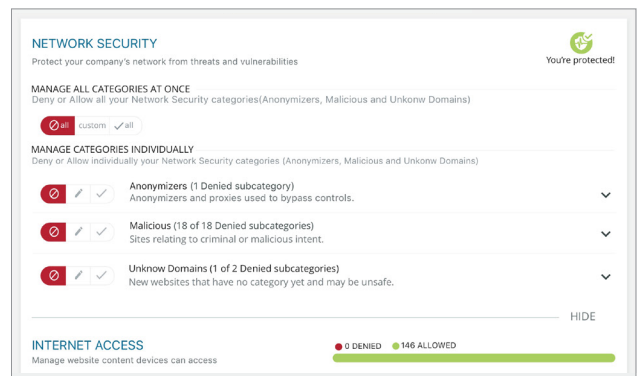 NETWORK SECURITY
Protect your company's network from threats and vulnerabilities
You're protected!
MANAGE ALL CATEGORIES AT ONCE
Deny or Allow all your Network Security categories(Anonymizers, Malicious and Unkonw Domains)
all custom all
MANAGE CATEGORIES INDIVIDUALLY
Deny or Allow individually your Network Security categories (Anonymizers, Malicious and Unkonw Domains)
Anonymizers (1 Denied subcategory)
Anonymizers and proxies used to bypass controls.
Malicious (18 of 18 Denied subcategories)
Sites relating to criminal or malicious intent.
Unknow Domains (1 of 2 Denied subcategories)
New websites that have no category yet and may be unsafe.
HIDE
INTERNET ACCESS
0 DENIED 146 ALLOWED
Manage website content devices can access